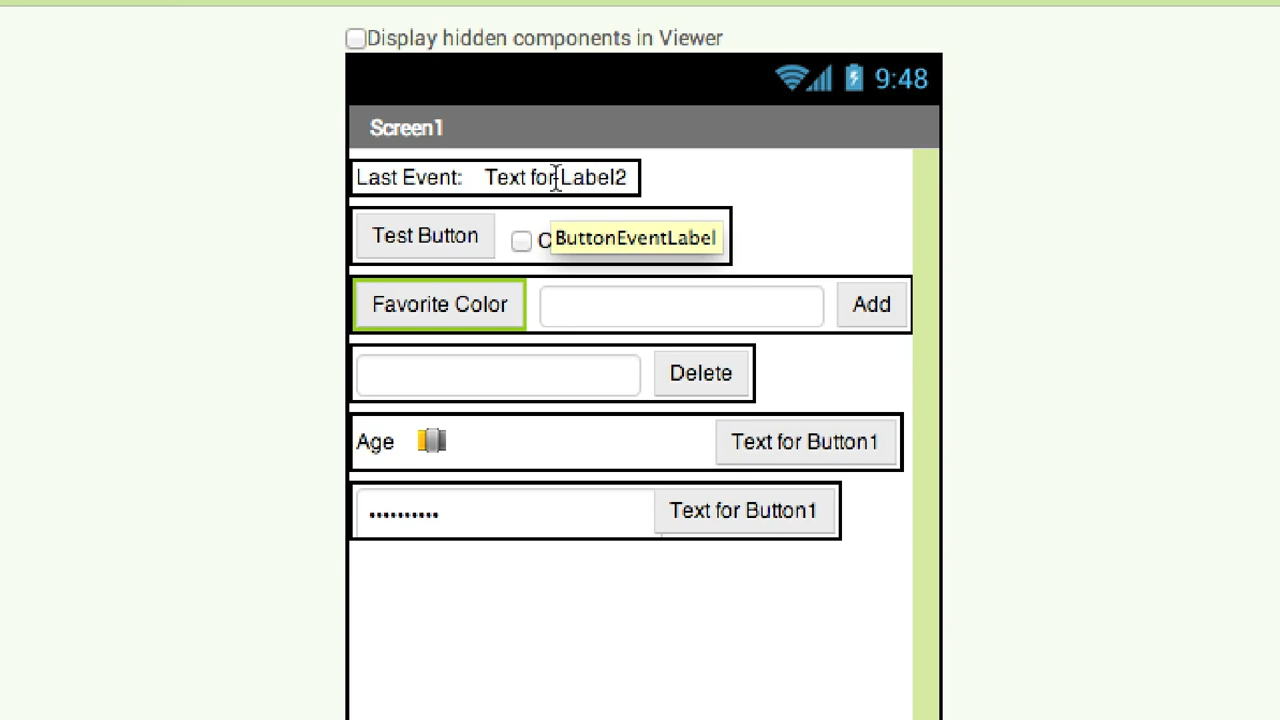 Display hidden components in Viewer
9:48
Screen1
Last Event: Text for Label2
Test Button
ButtonEventLabel
Favorite Color Add
Delete
Age Text for Button1
Text for Button1